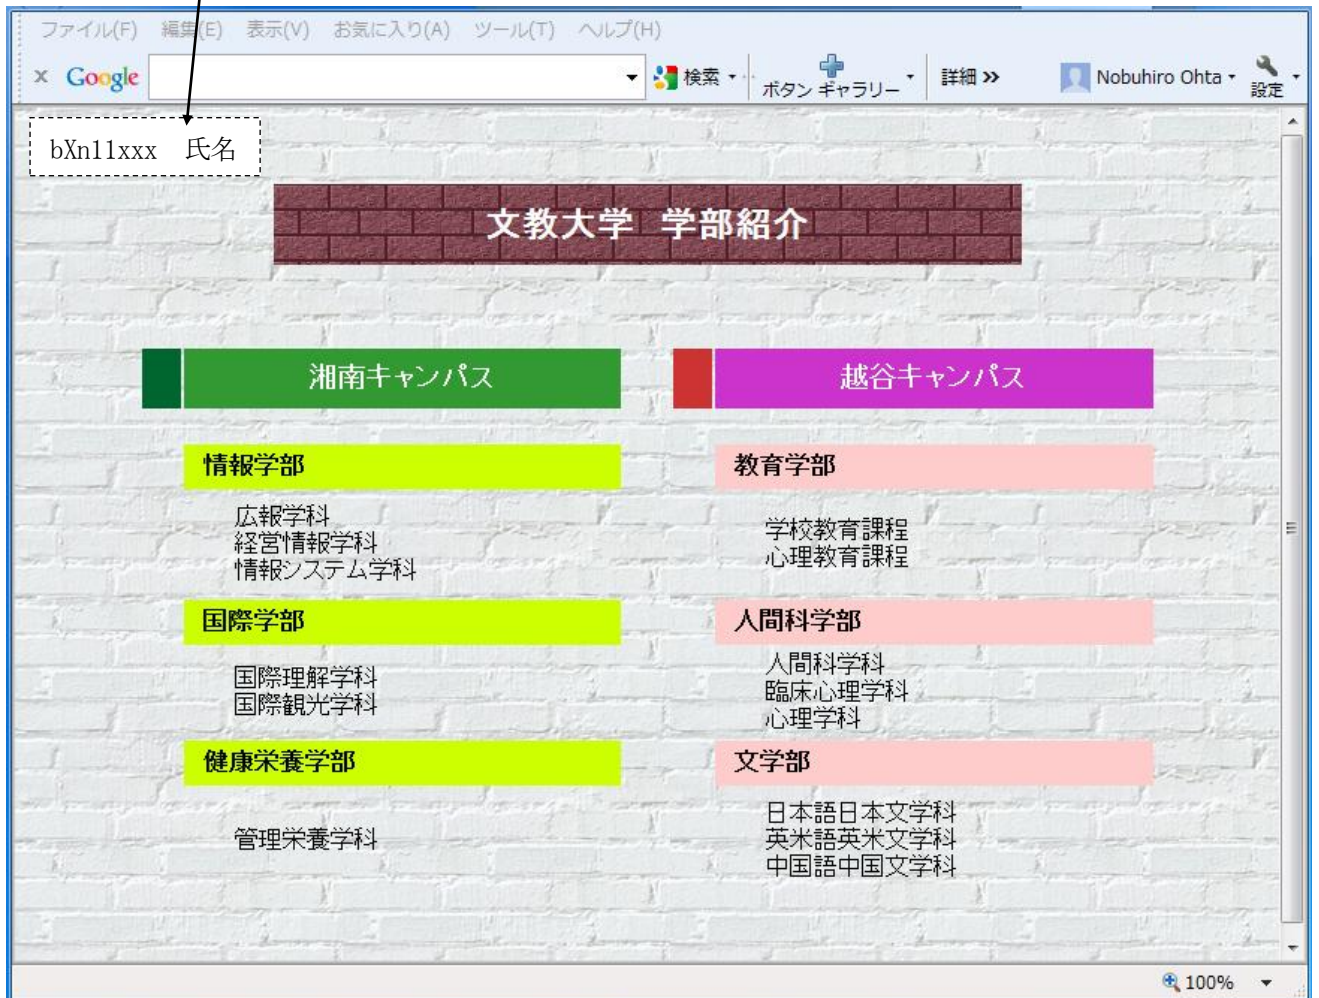 ファイル(F) 編集(E) 表示(V) お気に入り(A) ツール(T) ヘルプ(H)
x Google 検索 ボタン ギャラリー 詳細 >> Nobuhiro Ohta 設定
bXn11xxx 氏名
文教大学 学部紹介
湘南キャンパス
情報学部
広報学科
経営情報学科
情報システム学科
国際学部
国際理解学科
国際観光学科
健康栄養学部
管理栄養学科
越谷キャンパス
教育学部
学校教育課程
心理教育課程
人間科学部
人間科学科
臨床心理学科
心理学科
文学部
日本語日本文学科
英米語英米文学科
中国語中国文学科
100%